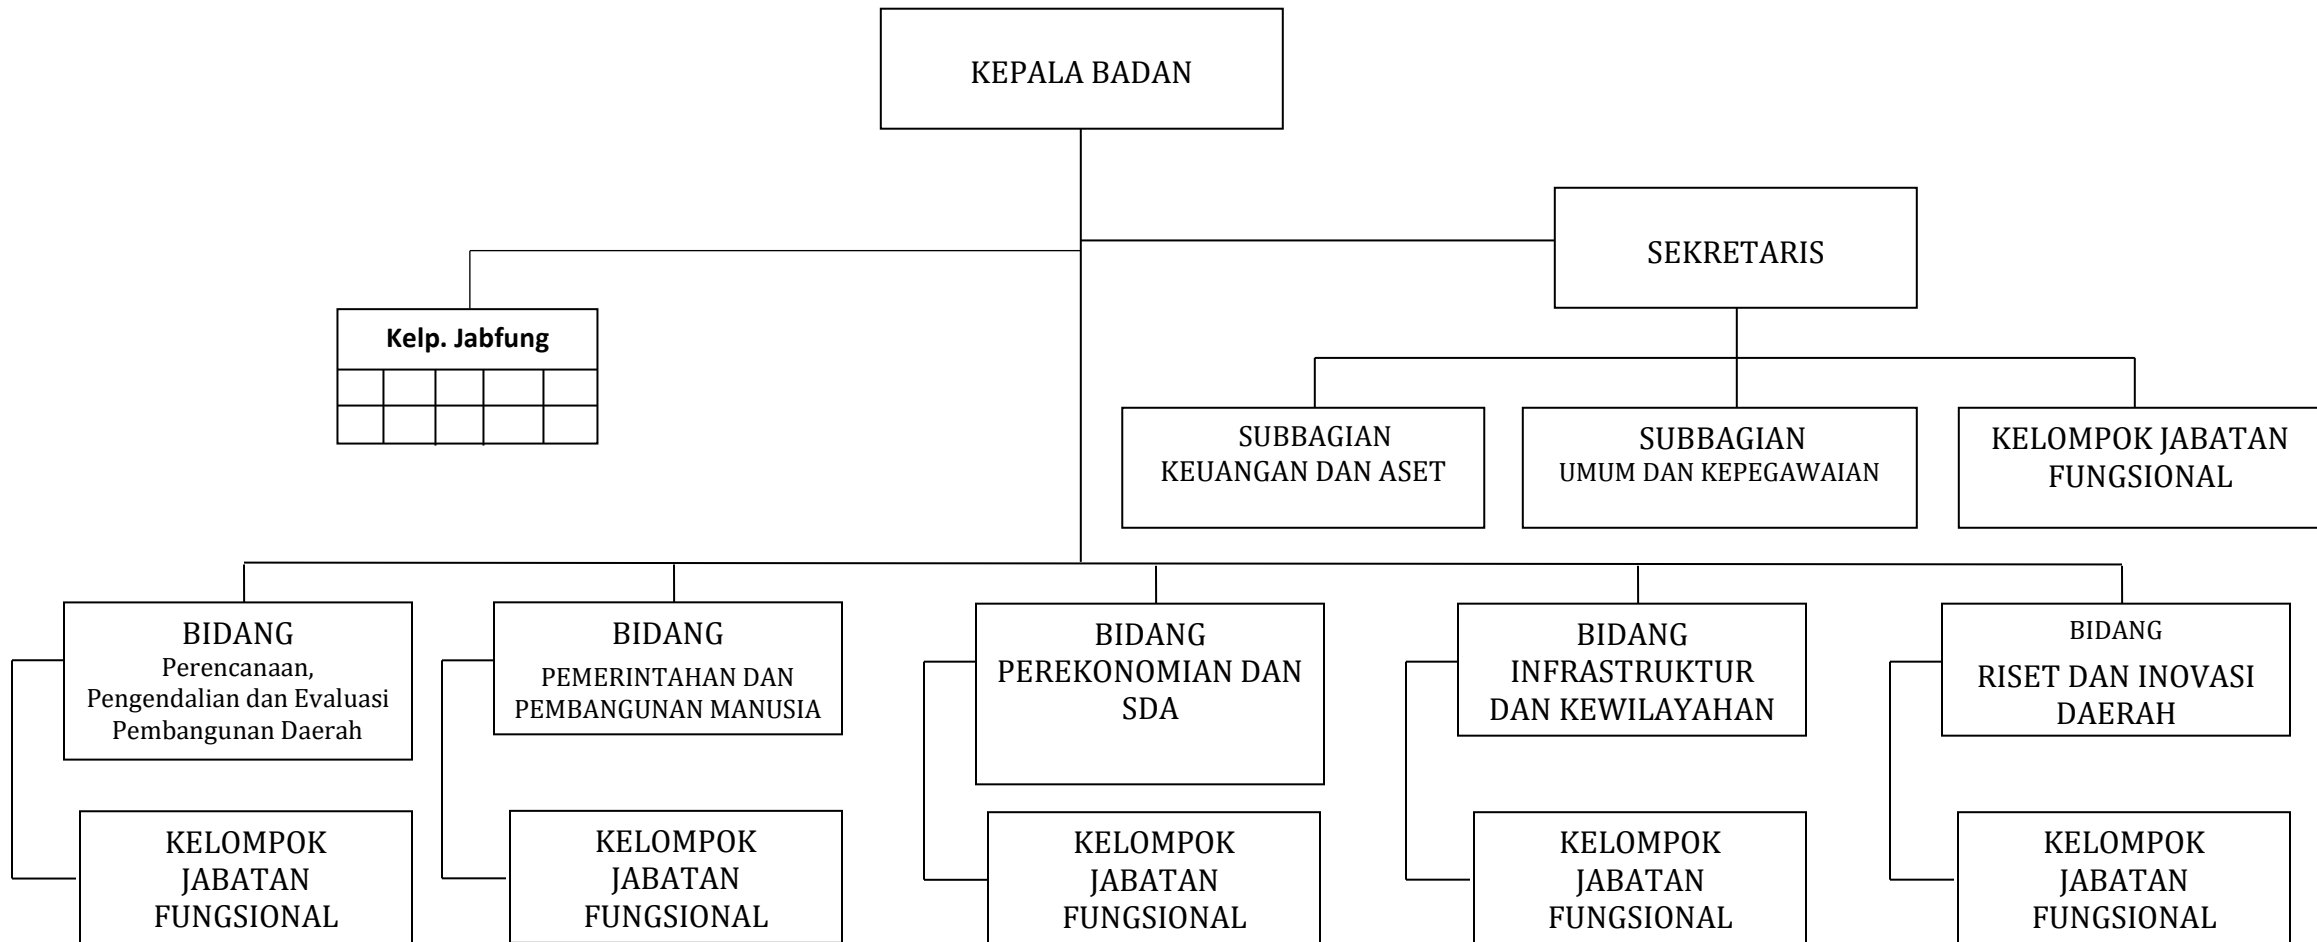 KEPALA BADAN
SEKRETARIS
Kelp. Jabfung
SUBBAGIAN
KEUANGAN DAN ASET
SUBBAGIAN
UMUM DAN KEPEGAWAIAN
KELOMPOK JABATAN
FUNGSIONAL
BIDANG
Perencanaan,
Pengendalian dan Evaluasi
Pembangunan Daerah
BIDANG
PEMERINTAHAN DAN
PEMBANGUNAN MANUSIA
BIDANG
PEREKONOMIAN DAN
SDA
BIDANG
INFRASTRUKTUR
DAN KEWILAYAHAN
BIDANG
RISET DAN INOVASI
DAERAH
KELOMPOK
JABATAN
FUNGSIONAL
KELOMPOK
JABATAN
FUNGSIONAL
KELOMPOK
JABATAN
FUNGSIONAL
KELOMPOK
JABATAN
FUNGSIONAL
KELOMPOK
JABATAN
FUNGSIONAL